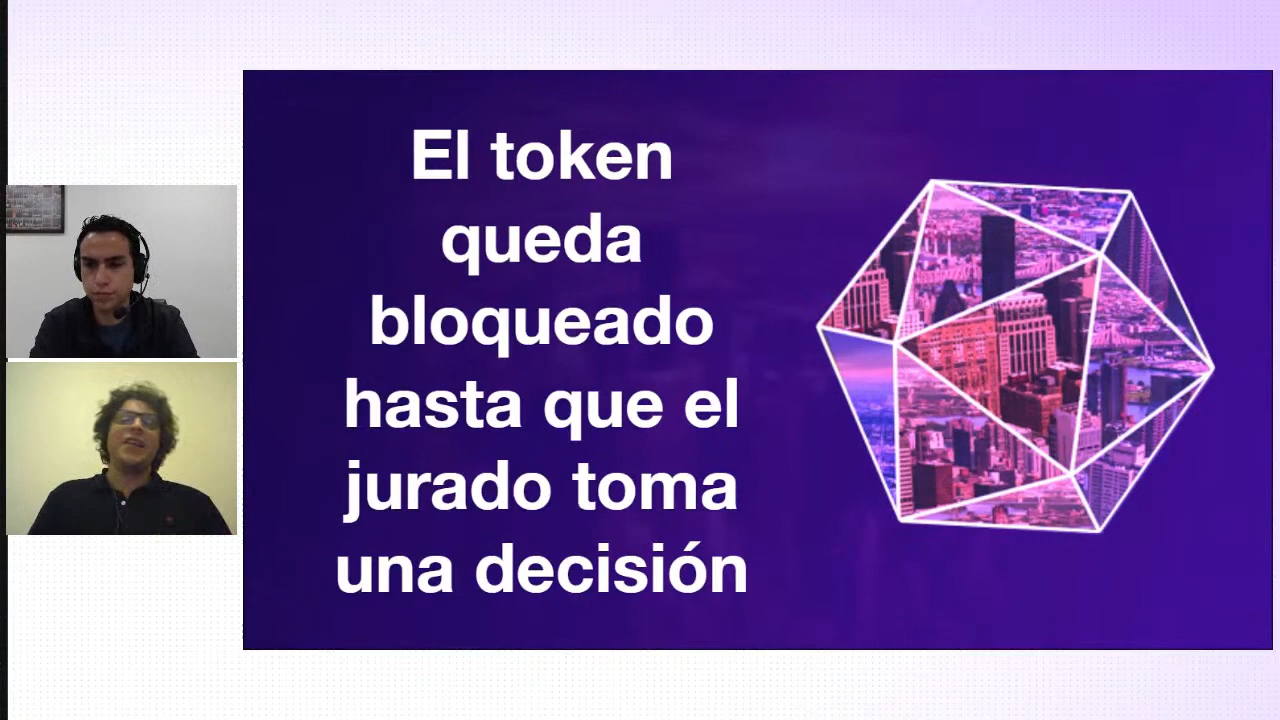 El token
queda
bloqueado
hasta que el
jurado toma
una decisión